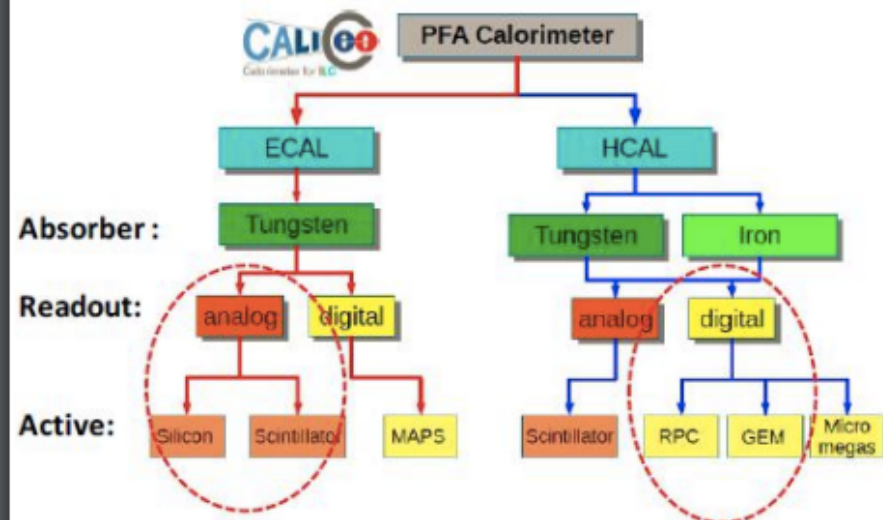 CALICO
Calorimeter for ILC
PFA Calorimeter
ECAL
HCAL
Absorber :
Tungsten
Tungsten
Iron
Readout:
analog
digital
analog
digital
Active:
Silicon
Scintillator
MAPS
Scintillator
RPC
GEM
Micro
megas